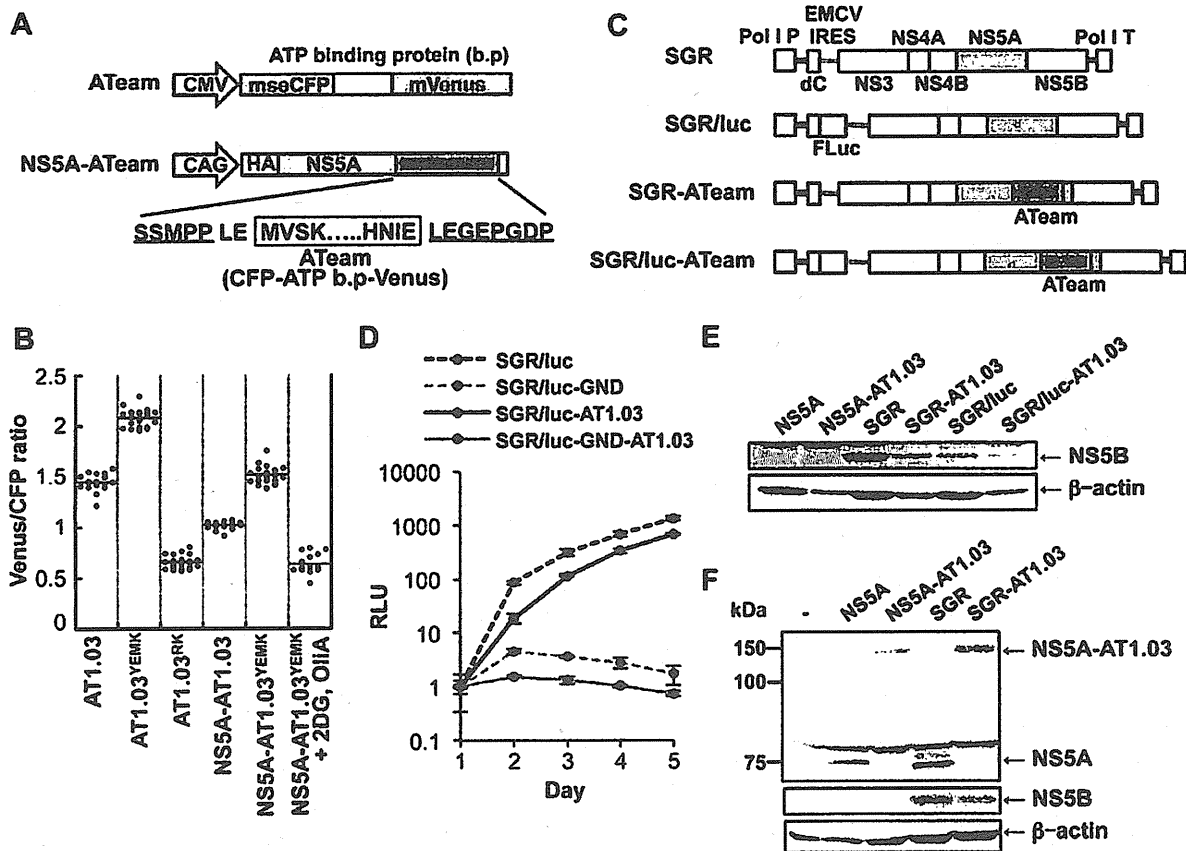 A
ATP binding protein (b.p)
ATeam
CMV
mseCFP
mVenus
NS5A-ATeam
CAG
HA
NS5A
SSMPP LE MVSK.....HNIE LEGEPGDP
ATeam
(CFP-ATP b.p-Venus)
C
EMCV
Pol I P
IRES
NS4A
NS5A
Pol I T
SGR
dC
NS3
NS4B
NS5B
SGR/luc
FLuc
SGR-ATeam
ATeam
SGR/luc-ATeam
ATeam
B
Venus/CFP ratio
2.5
2
1.5
1
0.5
0
AT1.03
AT1.03YEMK
AT1.03RK
NS5A-AT1.03
NS5A-AT1.03YEMK
NS5A-AT1.03YEMK
+ 2DG, OliA
D
SGR/luc
SGR/luc-GND
SGR/luc-AT1.03
SGR/luc-GND-AT1.03
RLU
10000
1000
100
10
1
0.1
1
2
3
4
5
Day
E
NS5A
NS5A-AT1.03
SGR
SGR-AT1.03
SGR/luc
SGR/luc-AT1.03
← NS5B
← β-actin
F
kDa
-
NS5A
NS5A-AT1.03
SGR
SGR-AT1.03
150
← NS5A-AT1.03
100
75
← NS5A
← NS5B
← β-actin